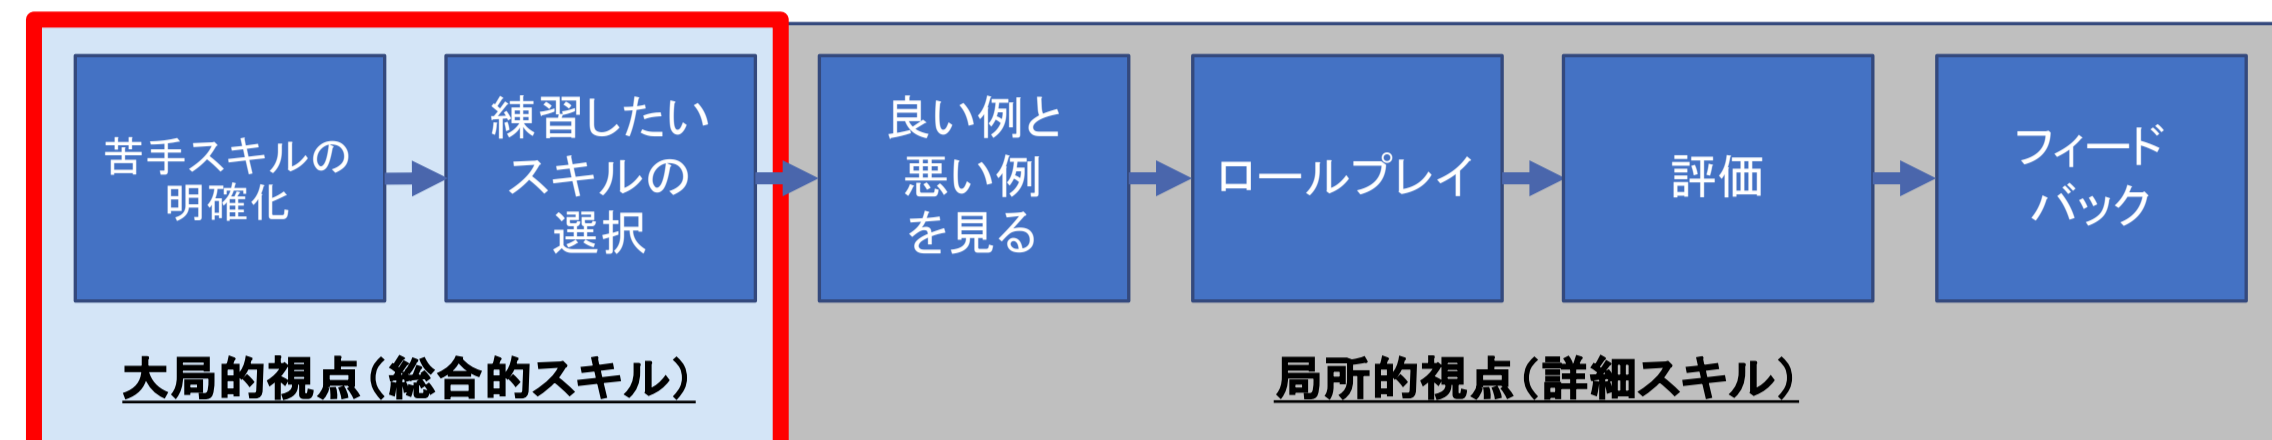 苦手スキルの
明確化
練習したい
スキルの
選択
良い例と
悪い例
を見る
ロールプレイ
評価
フィード
バック
大局的視点（総合的スキル）
局所的視点（詳細スキル）